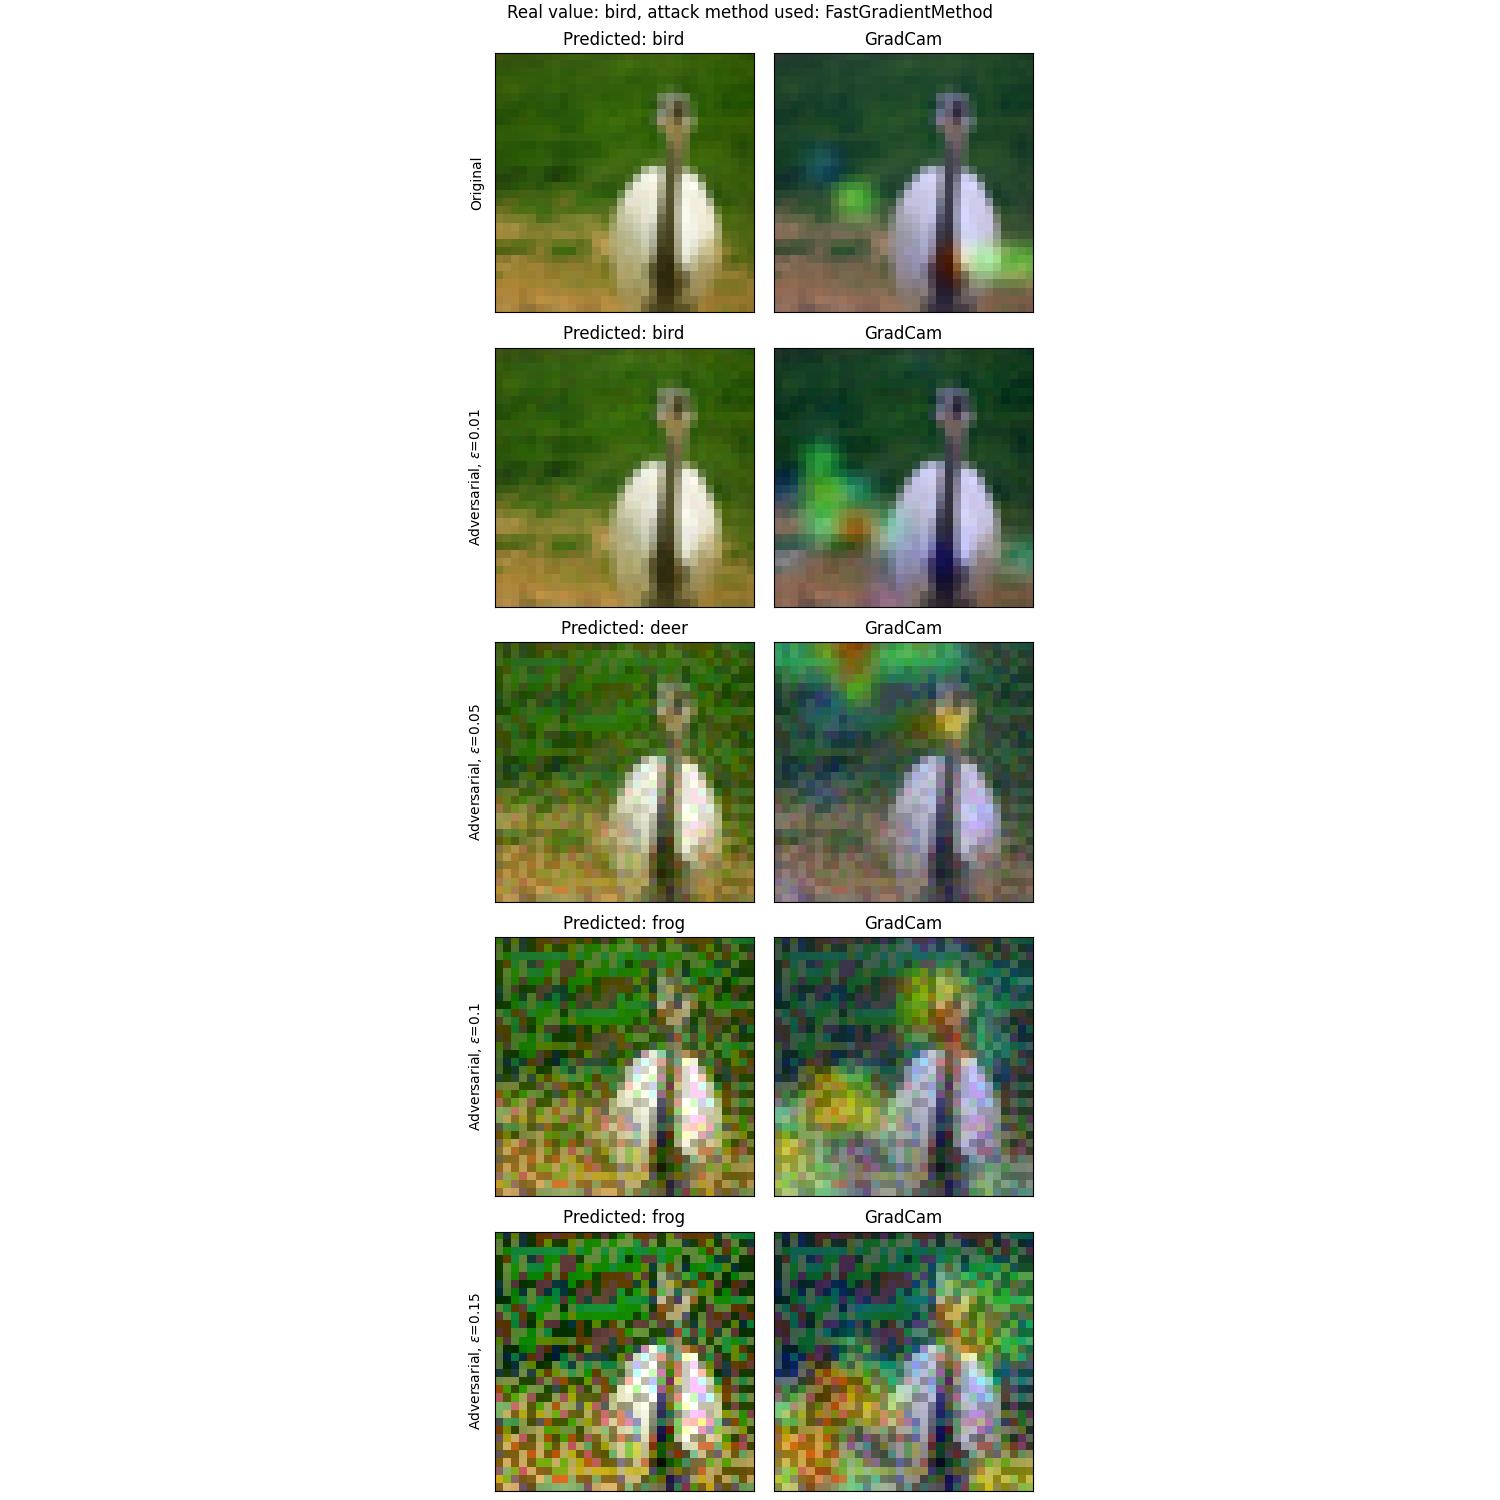 Real value: bird, attack method used: FastGradientMethod
Predicted: bird
GradCam
Original
Predicted: bird
GradCam
Adversarial, ε=0.01
Predicted: deer
GradCam
Adversarial, ε=0.05
Predicted: frog
GradCam
Adversarial, ε=0.1
Predicted: frog
GradCam
Adversarial, ε=0.15